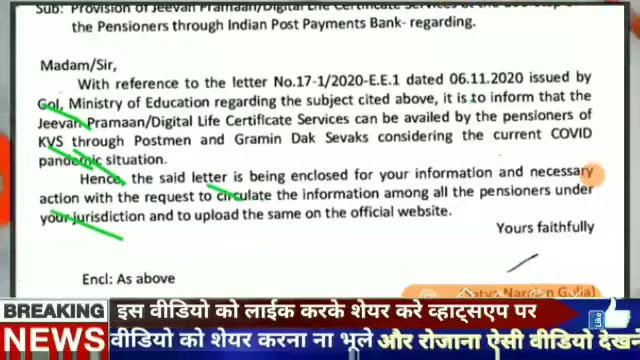 Sub: Provision of Jeevan Pramaan/Digital Life Certificate Services at the
the Pensioners through Indian Post Payments Bank- regarding.
Madam/Sir,
With reference to the letter No.17-1/2020-E.E.1 dated 06.11.2020 issued by
GoI, Ministry of Education regarding the subject cited above, it is to inform that the
Jeevan Pramaan/Digital Life Certificate Services can be availed by the pensioners of
KVS through Postmen and Gramin Dak Sevaks considering the current COVID
pandemic situation.
Hence, the said letter is being enclosed for your information and necessary
action with the request to circulate the information among all the pensioners under
your jurisdiction and to upload the same on the official website.
Yours faithfully
Encl: As above
BREAKING
NEWS
इस वीडियो को लाईक करके शेयर करे व्हाट्सएप पर
वीडियो को शेयर करना ना भूले और रोजाना ऐसी वीडियो देख
Like